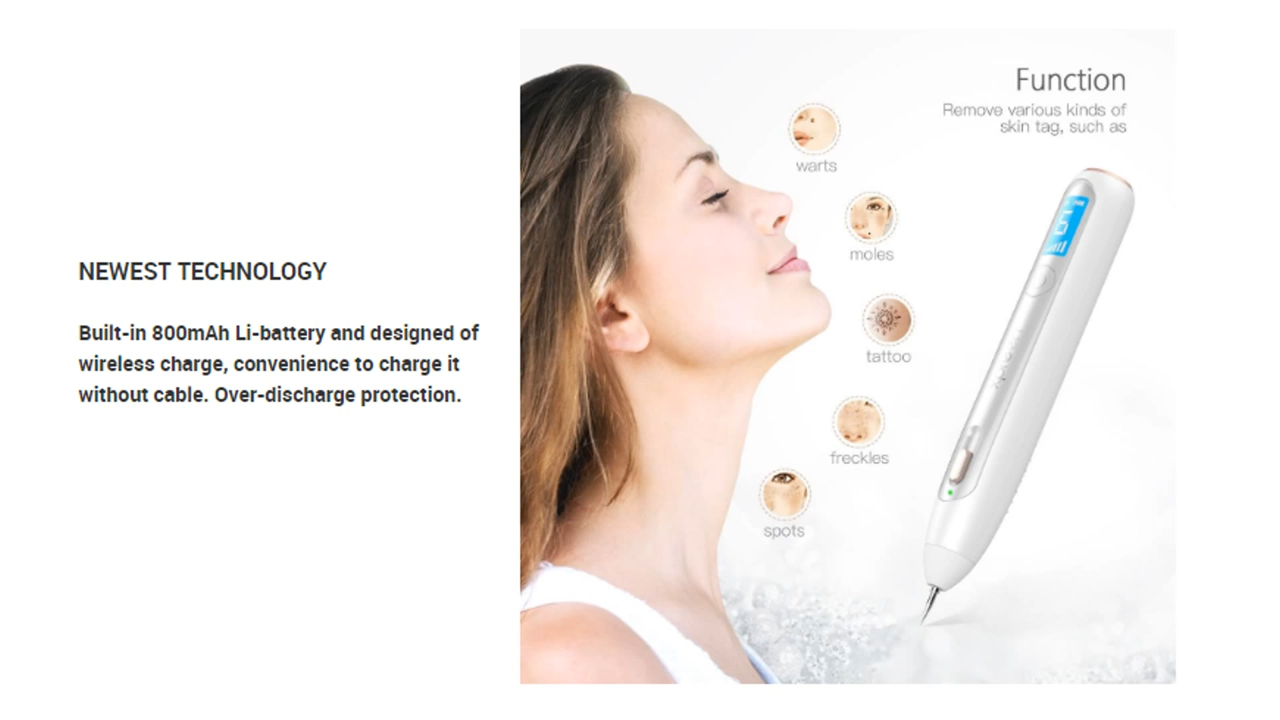 NEWEST TECHNOLOGY
Built-in 800mAh Li-battery and designed of
wireless charge, convenience to charge it
without cable. Over-discharge protection.
Function
Remove various kinds of
skin tag, such as
warts
moles
tattoo
freckles
spots
6